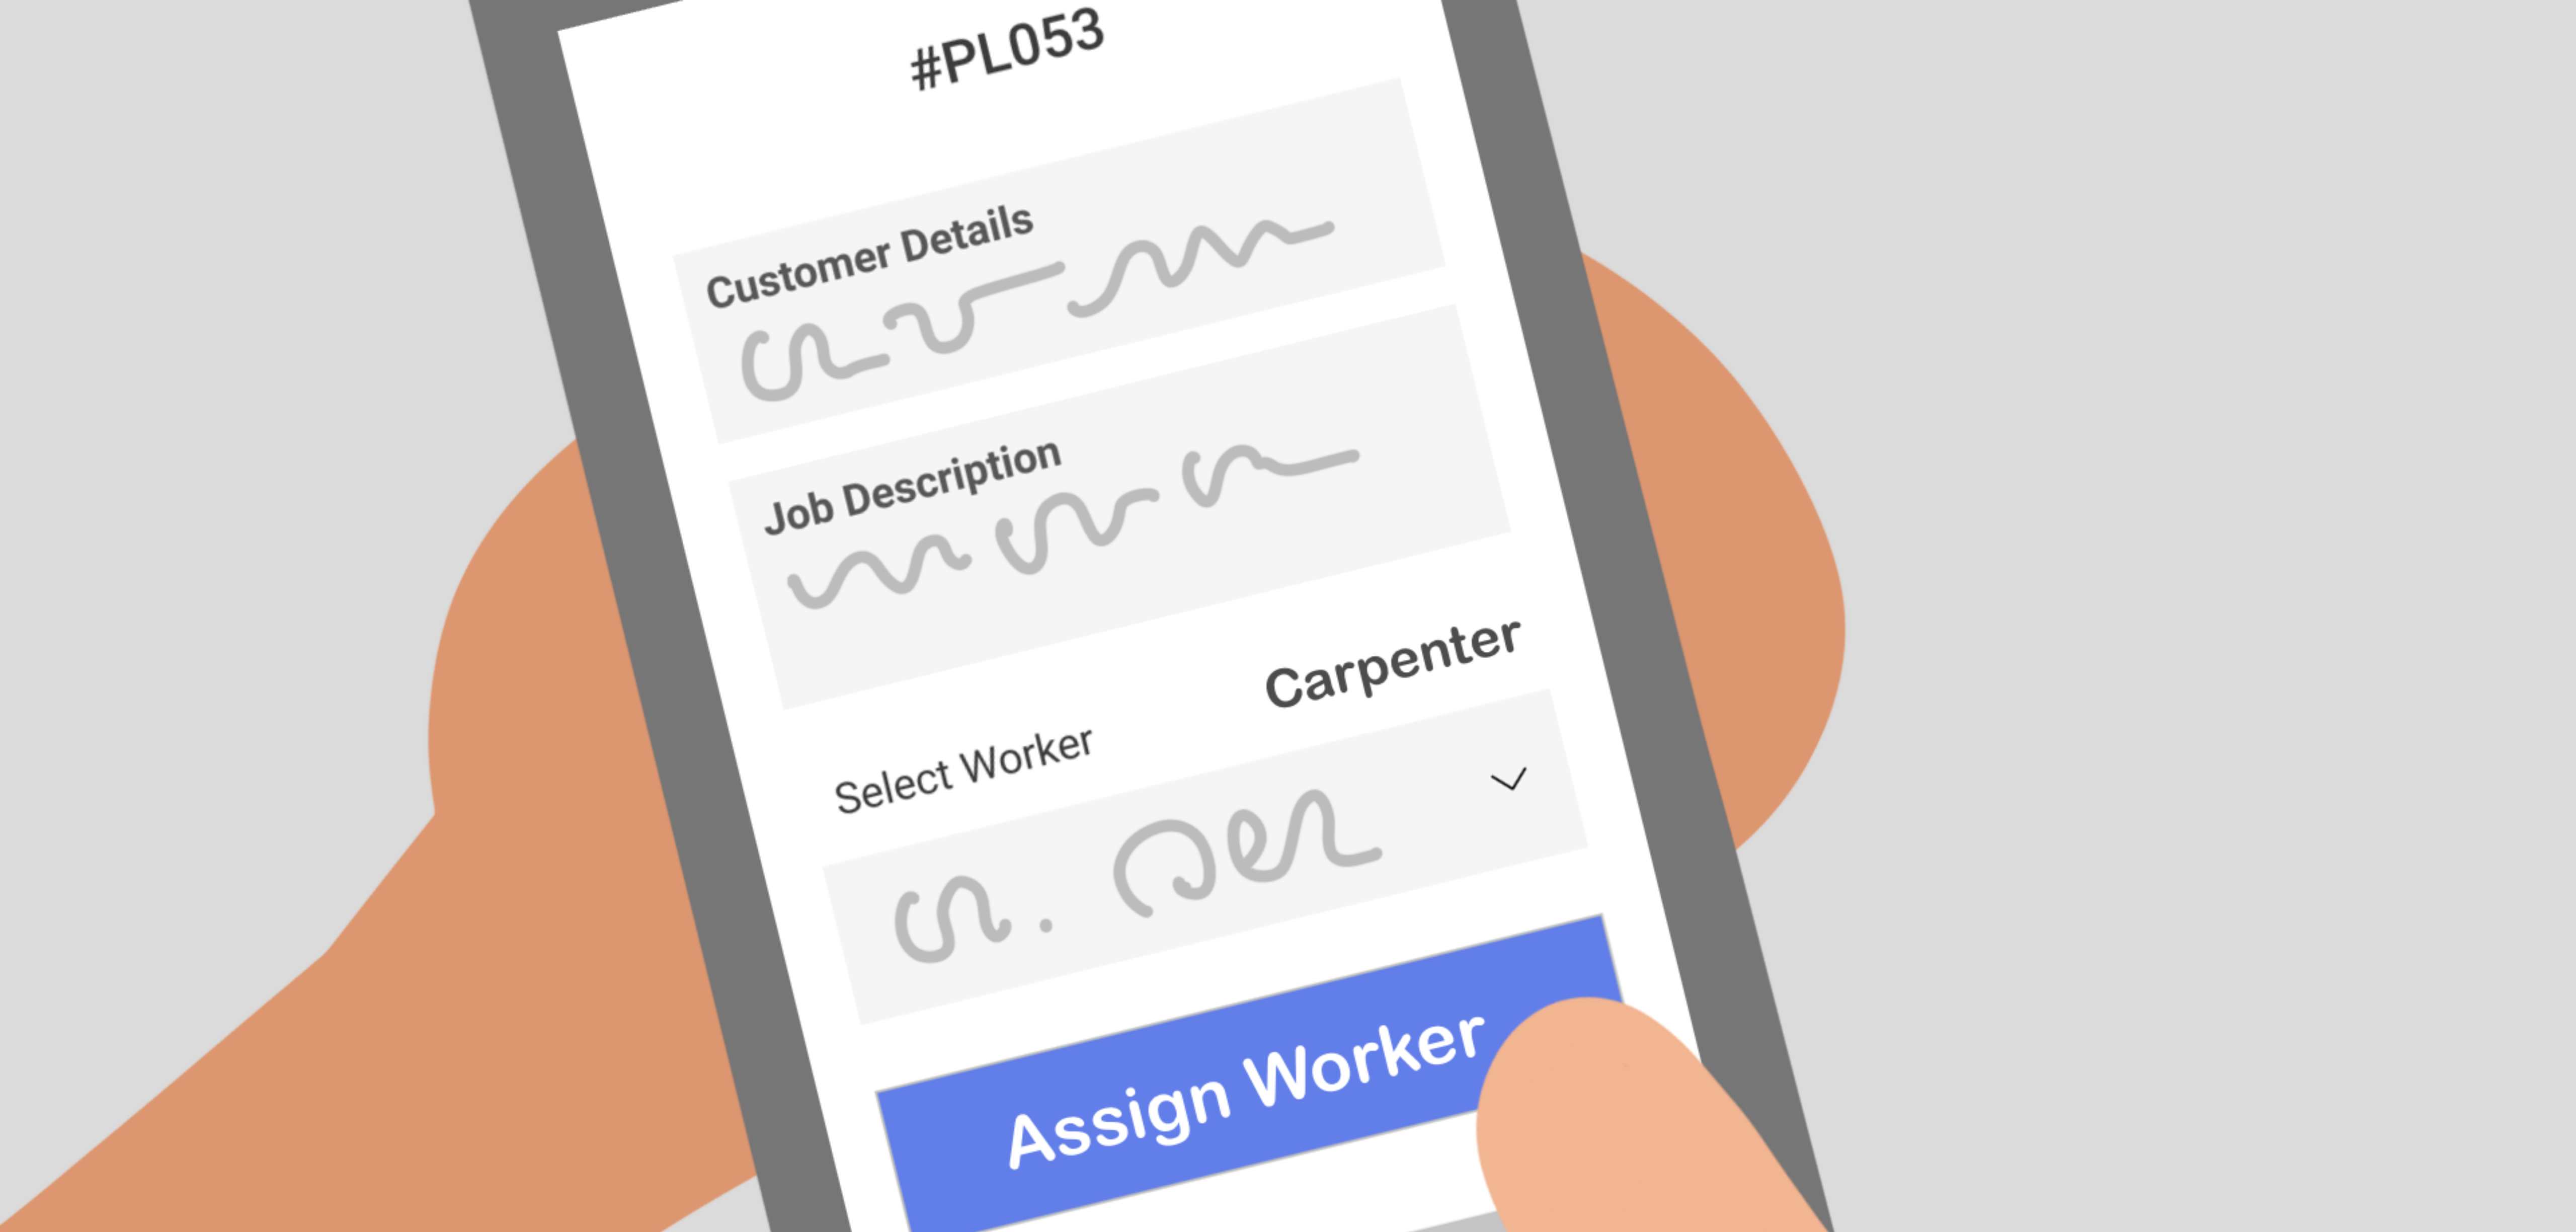 #PL053
Customer Details
Job Description
Carpenter
Select Worker
Assign Worker